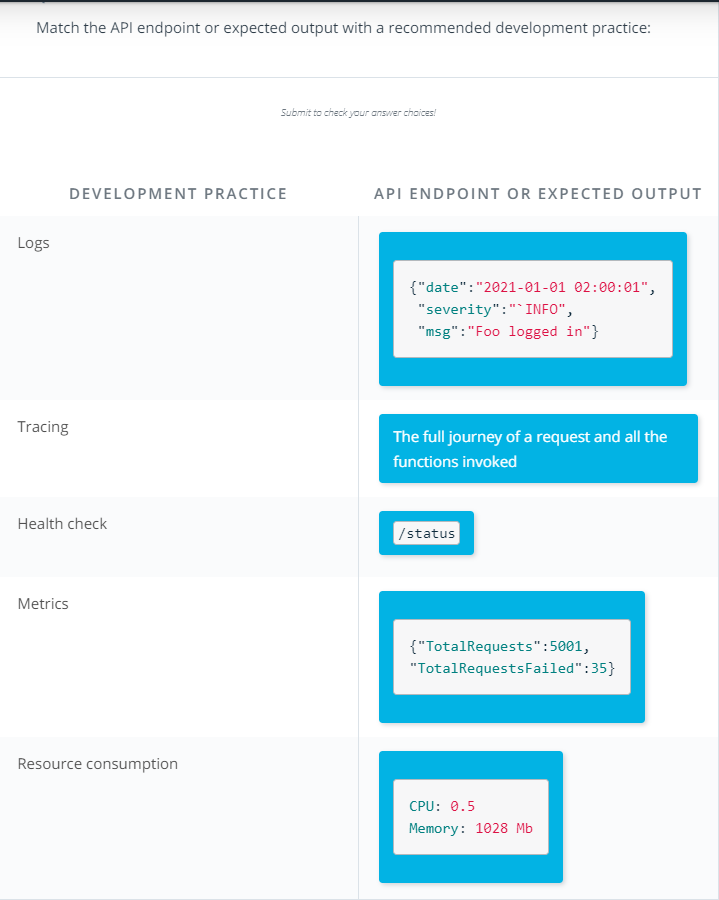 Match the API endpoint or expected output with a recommended development practice:
Submit to check your answer choices!
DEVELOPMENT PRACTICE API ENDPOINT OR EXPECTED OUTPUT
Logs
{"date":"2021-01-01 02:00:01",
"severity":"`INFO",
"msg":"Foo logged in"}
Tracing
The full journey of a request and all the
functions invoked
Health check
/status
Metrics
{"TotalRequests":5001,
"TotalRequestsFailed":35}
Resource consumption
CPU: 0.5
Memory: 1028 Mb